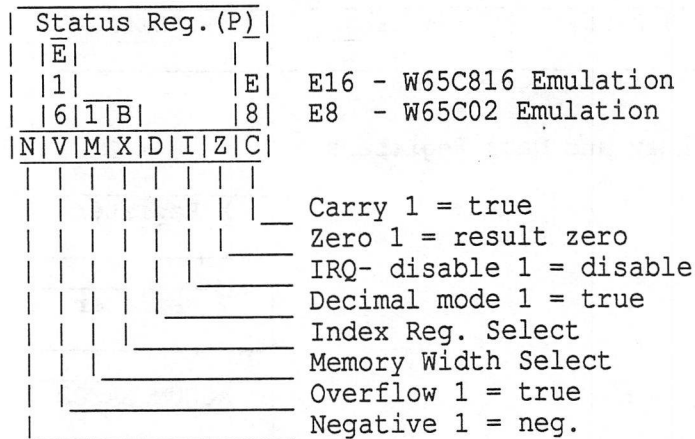 Status Reg.(P)
E
1 E E16 - W65C816 Emulation
6 1 B 8 E8 - W65C02 Emulation
N V M X D I Z C
Carry 1 = true
Zero 1 = result zero
IRQ- disable 1 = disable
Decimal mode 1 = true
Index Reg. Select
Memory Width Select
Overflow 1 = true
Negative 1 = neg.